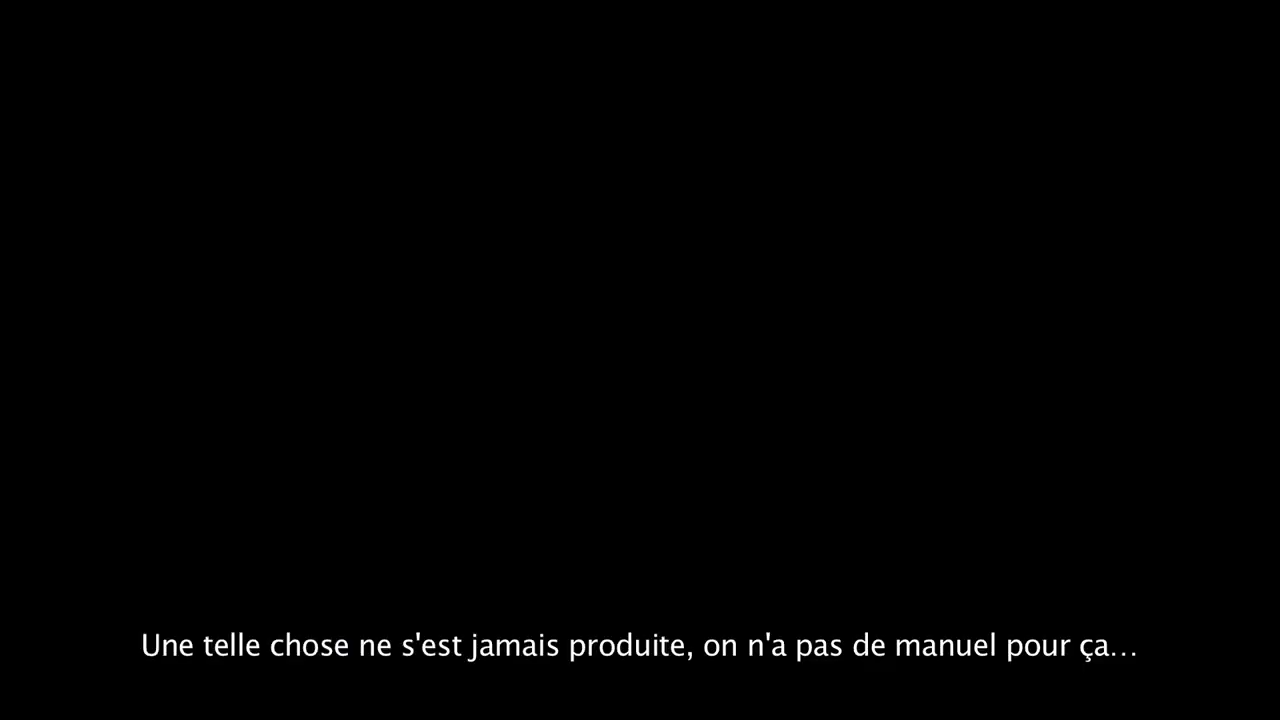 Une telle chose ne s'est jamais produite, on n'a pas de manuel pour ça…